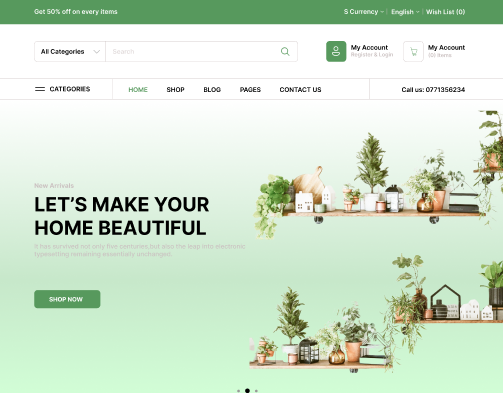 Get 50% off on every items
S Currency
English
Wish List (0)
All Categories
Search
My Account
Register & Login
My Account
Items
CATEGORIES
HOME
SHOP
BLOG
PAGES
CONTACT US
Call us: 0771356234
New Arrivals
LET'S MAKE YOUR
HOME BEAUTIFUL
It has survived not only five centuries,but also the leap into electronic
typesetting remaining essentially unchanged.
SHOP NOW